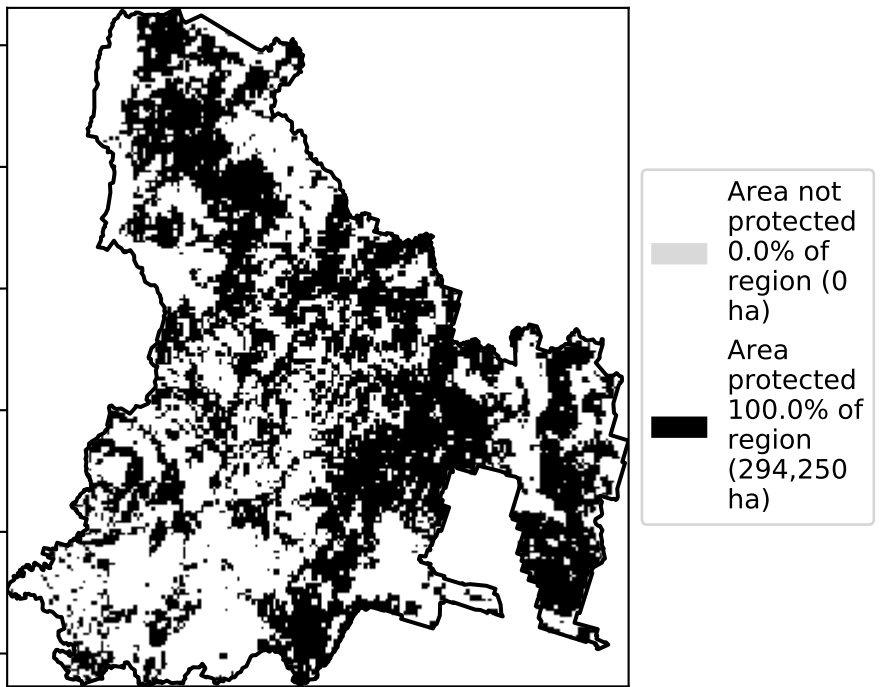 Area not
protected
0.0% of
region (0
ha)
Area
protected
100.0% of
region
(294,250
ha)